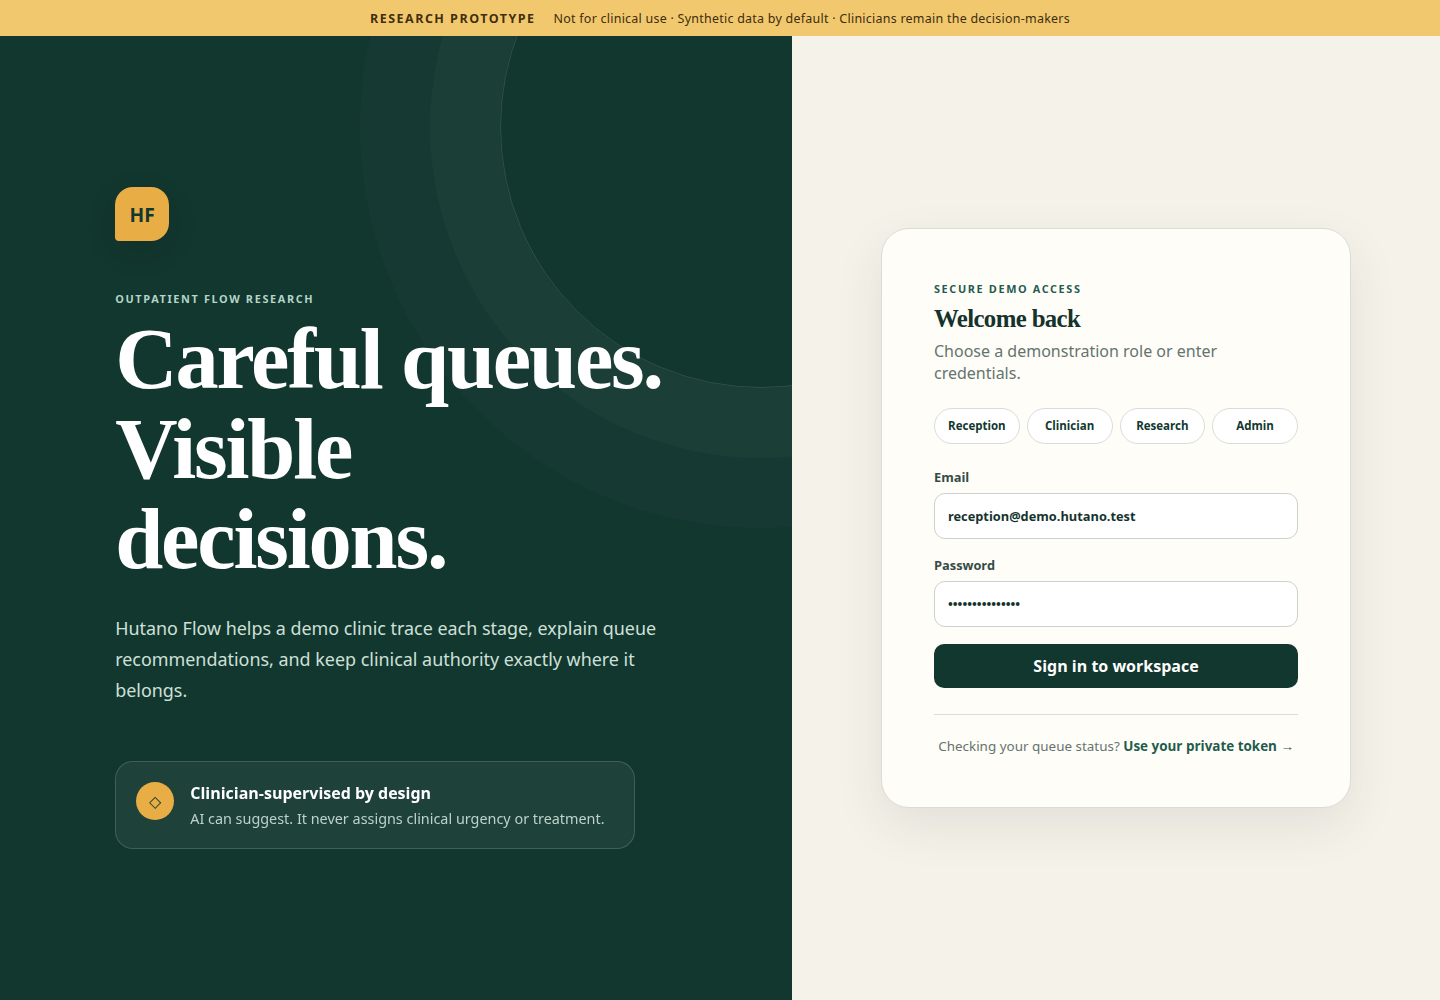 RESEARCH PROTOTYPE Not for clinical use · Synthetic data by default · Clinicians remain the decision-makers
HF
OUTPATIENT FLOW RESEARCH
Careful queues.
Visible
decisions.
Hutano Flow helps a demo clinic trace each stage, explain queue
recommendations, and keep clinical authority exactly where it
belongs.
Clinician-supervised by design
AI can suggest. It never assigns clinical urgency or treatment.
SECURE DEMO ACCESS
Welcome back
Choose a demonstration role or enter
credentials.
Reception Clinician Research Admin
Email
reception@demo.hutano.test
Password
•••••••••••••••
Sign in to workspace
Checking your queue status? Use your private token →